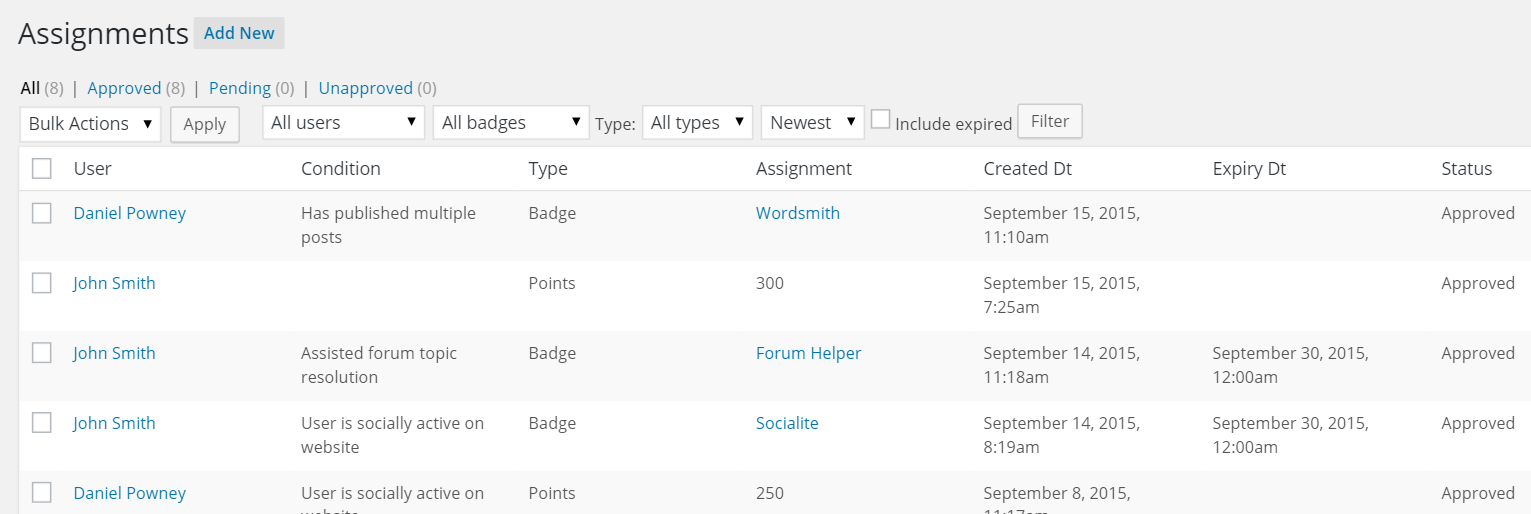 Assignments Add New
All (8) | Approved (8) | Pending (0) | Unapproved (0)
Bulk Actions Apply All users All badges Type: All types Newest Include expired Filter
User Condition Type Assignment Created Dt Expiry Dt Status
Daniel Powney Has published multiple Badge Wordsmith September 15, 2015, Approved
posts 11:10am
John Smith Points 300 September 15, 2015, Approved
7:25am
John Smith Assisted forum topic Badge Forum Helper September 14, 2015, September 30, 2015, Approved
resolution 11:18am 12:00am
John Smith User is socially active on Badge Socialite September 14, 2015, September 30, 2015, Approved
website 8:19am 12:00am
Daniel Powney User is socially active on Points 250 September 8, 2015, Approved